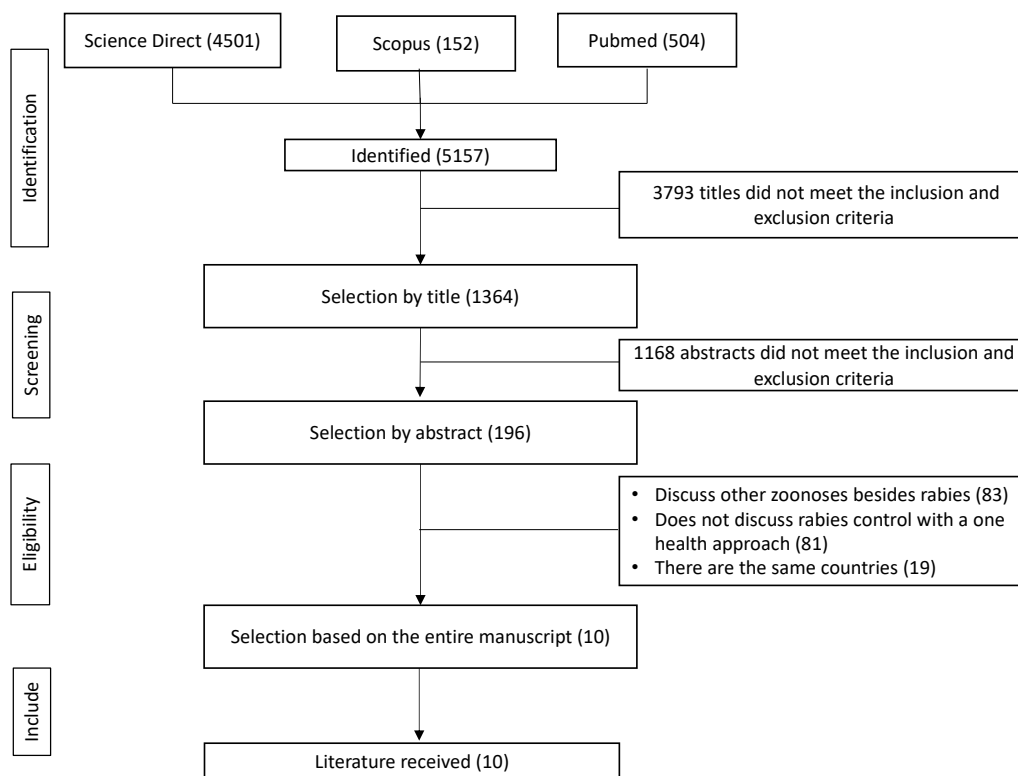 Science Direct (4501)
Scopus (152)
Pubmed (504)
Identification
Identified (5157)
3793 titles did not meet the inclusion and
exclusion criteria
Selection by title (1364)
Screening
1168 abstracts did not meet the inclusion and
exclusion criteria
Selection by abstract (196)
Eligibility
• Discuss other zoonoses besides rabies (83)
• Does not discuss rabies control with a one
health approach (81)
• There are the same countries (19)
Selection based on the entire manuscript (10)
Include
Literature received (10)